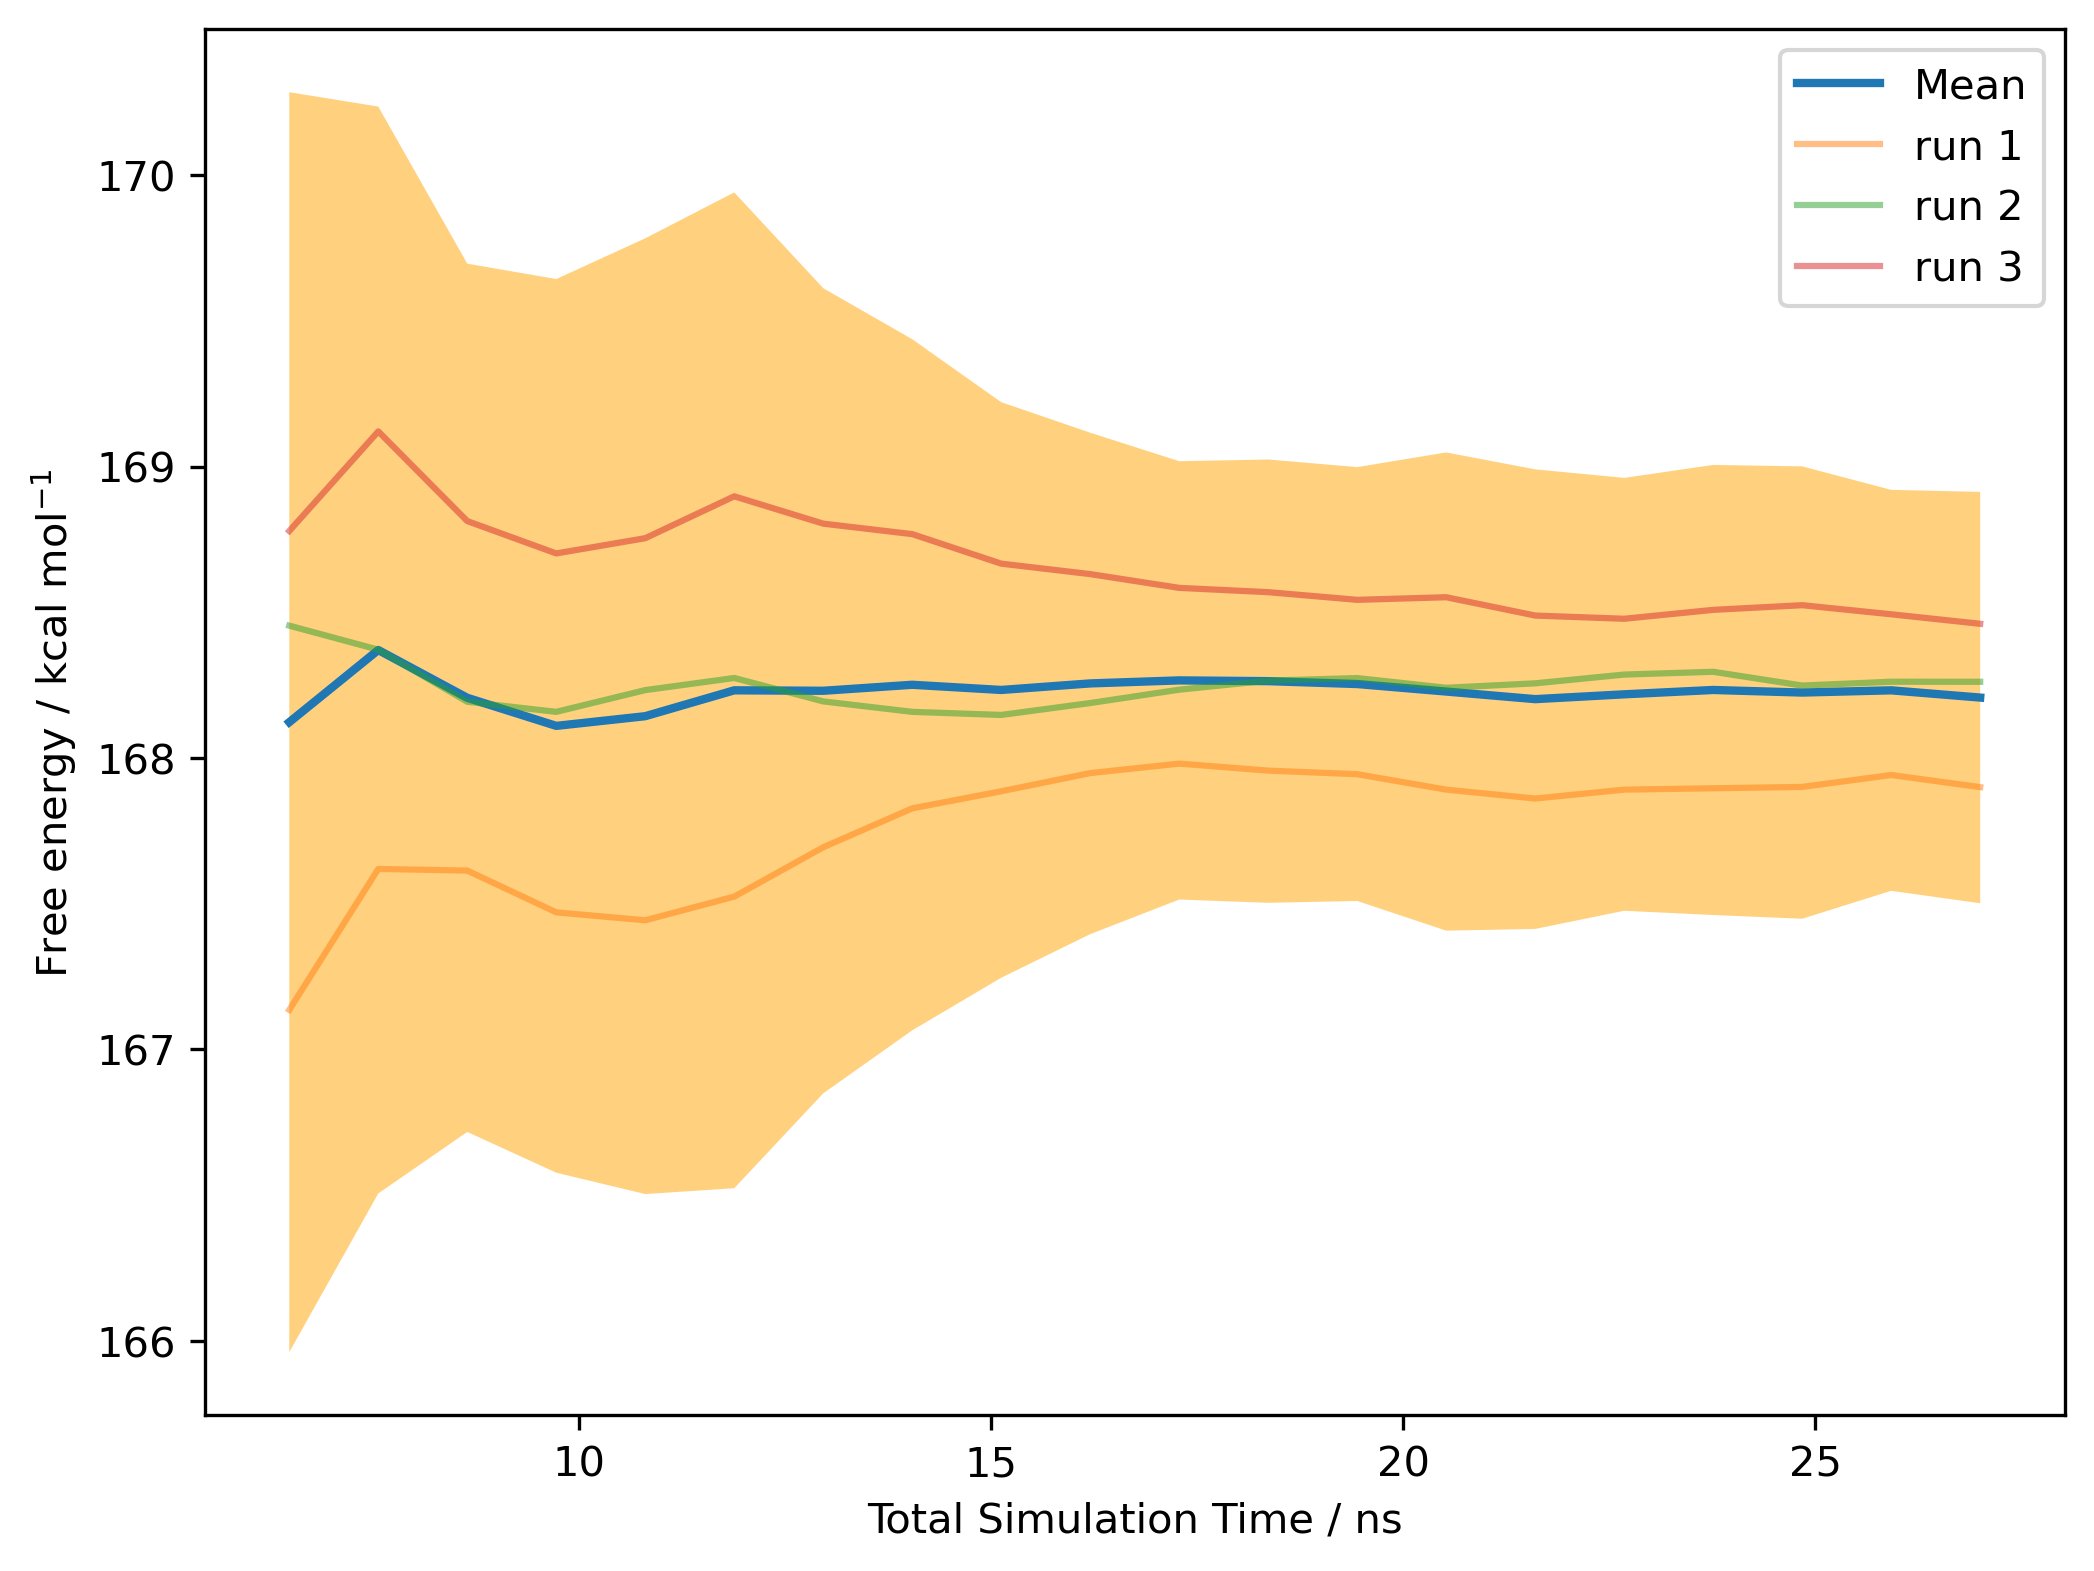 Mean
run 1
run 2
run 3
170
169
168
167
166
Free energy / kcal mol⁻¹
10 15 20 25
Total Simulation Time / ns